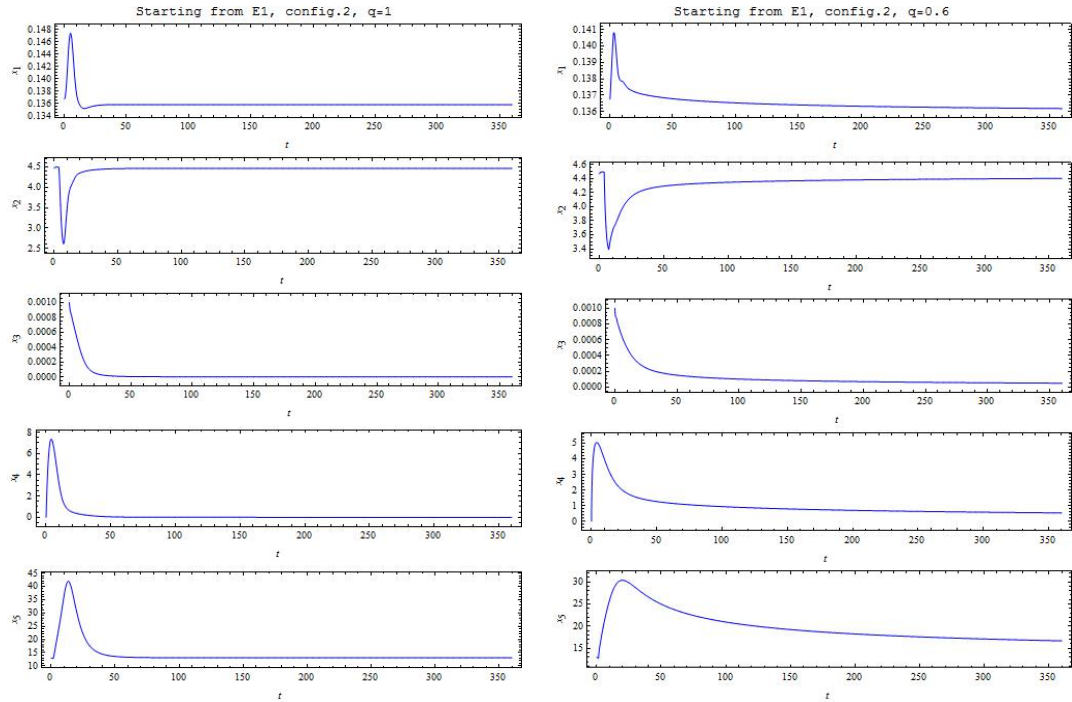 Starting from E1, config.2, q=1
0.148
0.146
0.144
0.142
0.140
0.138
0.136
0.134
x1
0 50 100 150 200 250 300 350
t
4.5
4.0
3.5
3.0
2.5
x2
0 50 100 150 200 250 300 350
t
0.0010
0.0008
0.0006
0.0004
0.0002
0.0000
x3
0 50 100 150 200 250 300 350
t
8
6
4
2
0
x4
0 50 100 150 200 250 300 350
t
45
40
35
30
25
20
15
10
x5
0 50 100 150 200 250 300 350
t
Starting from E1, config.2, q=0.6
0.141
0.140
0.139
0.138
0.137
0.136
x1
0 50 100 150 200 250 300 350
t
4.4
4.2
4.0
3.8
3.6
3.4
x2
0 50 100 150 200 250 300 350
t
0.0010
0.0008
0.0006
0.0004
0.0002
0.0000
x3
0 50 100 150 200 250 300 350
t
5
4
3
2
1
0
x4
0 50 100 150 200 250 300 350
t
30
25
20
15
x5
0 50 100 150 200 250 300 350
t